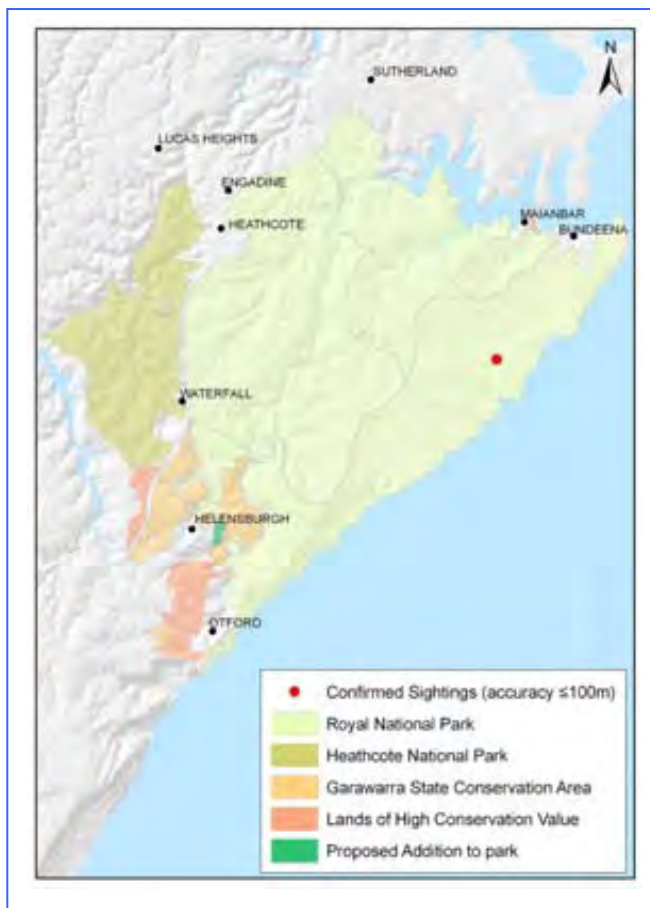 N
SUTHERLAND
LUCAS HEIGHTS
ENGADINE
HEATHCOTE
MAIANBAR
BUNDEENA
WATERFALL
HELENSBURGH
OTFORD
Confirmed Sightings (accuracy ≤100m)
Royal National Park
Heathcote National Park
Garawarra State Conservation Area
Lands of High Conservation Value
Proposed Addition to park